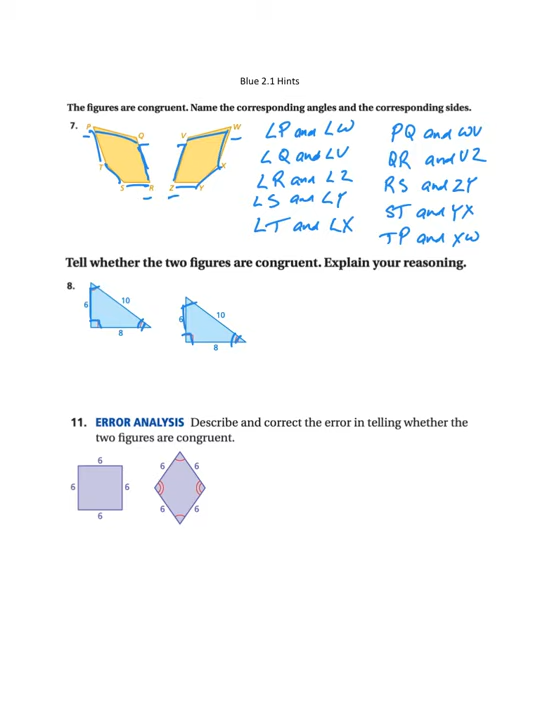 Blue 2.1 Hints
The figures are congruent. Name the corresponding angles and the corresponding sides.
7.
P
Q
T
S
R
V
W
X
Z
Y
∠P and ∠W
∠Q and ∠V
∠R and ∠Z
∠S and ∠Y
∠T and ∠X
PQ and WV
QR and VZ
RS and ZY
ST and YX
TP and XW
Tell whether the two figures are congruent. Explain your reasoning.
8.
6
10
8
6
10
8
11. ERROR ANALYSIS Describe and correct the error in telling whether the
two figures are congruent.
6
6
6
6
6
6
6
6